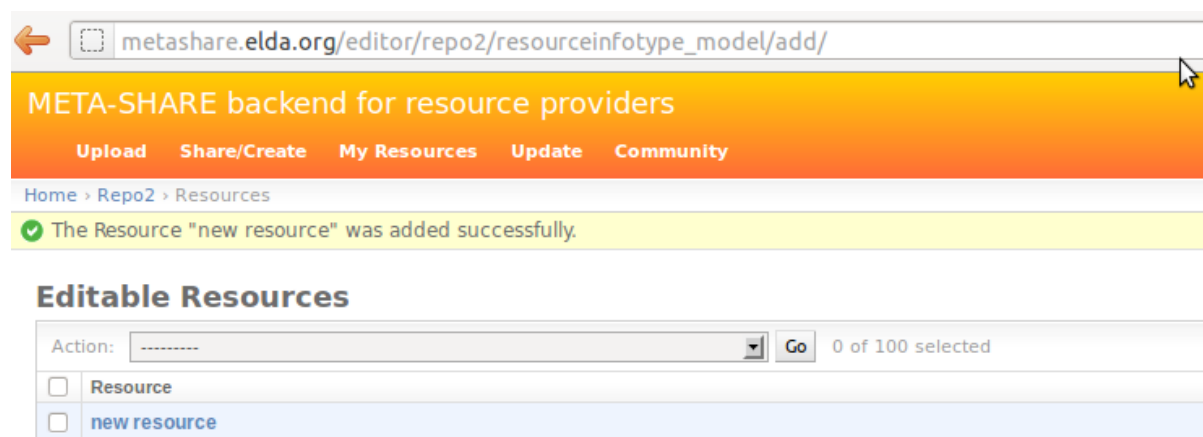 metashare.elda.org/editor/repo2/resourceinfotype_model/add/
META-SHARE backend for resource providers
Upload Share/Create My Resources Update Community
Home › Repo2 › Resources
The Resource "new resource" was added successfully.
Editable Resources
Action: --------- Go 0 of 100 selected
Resource
new resource